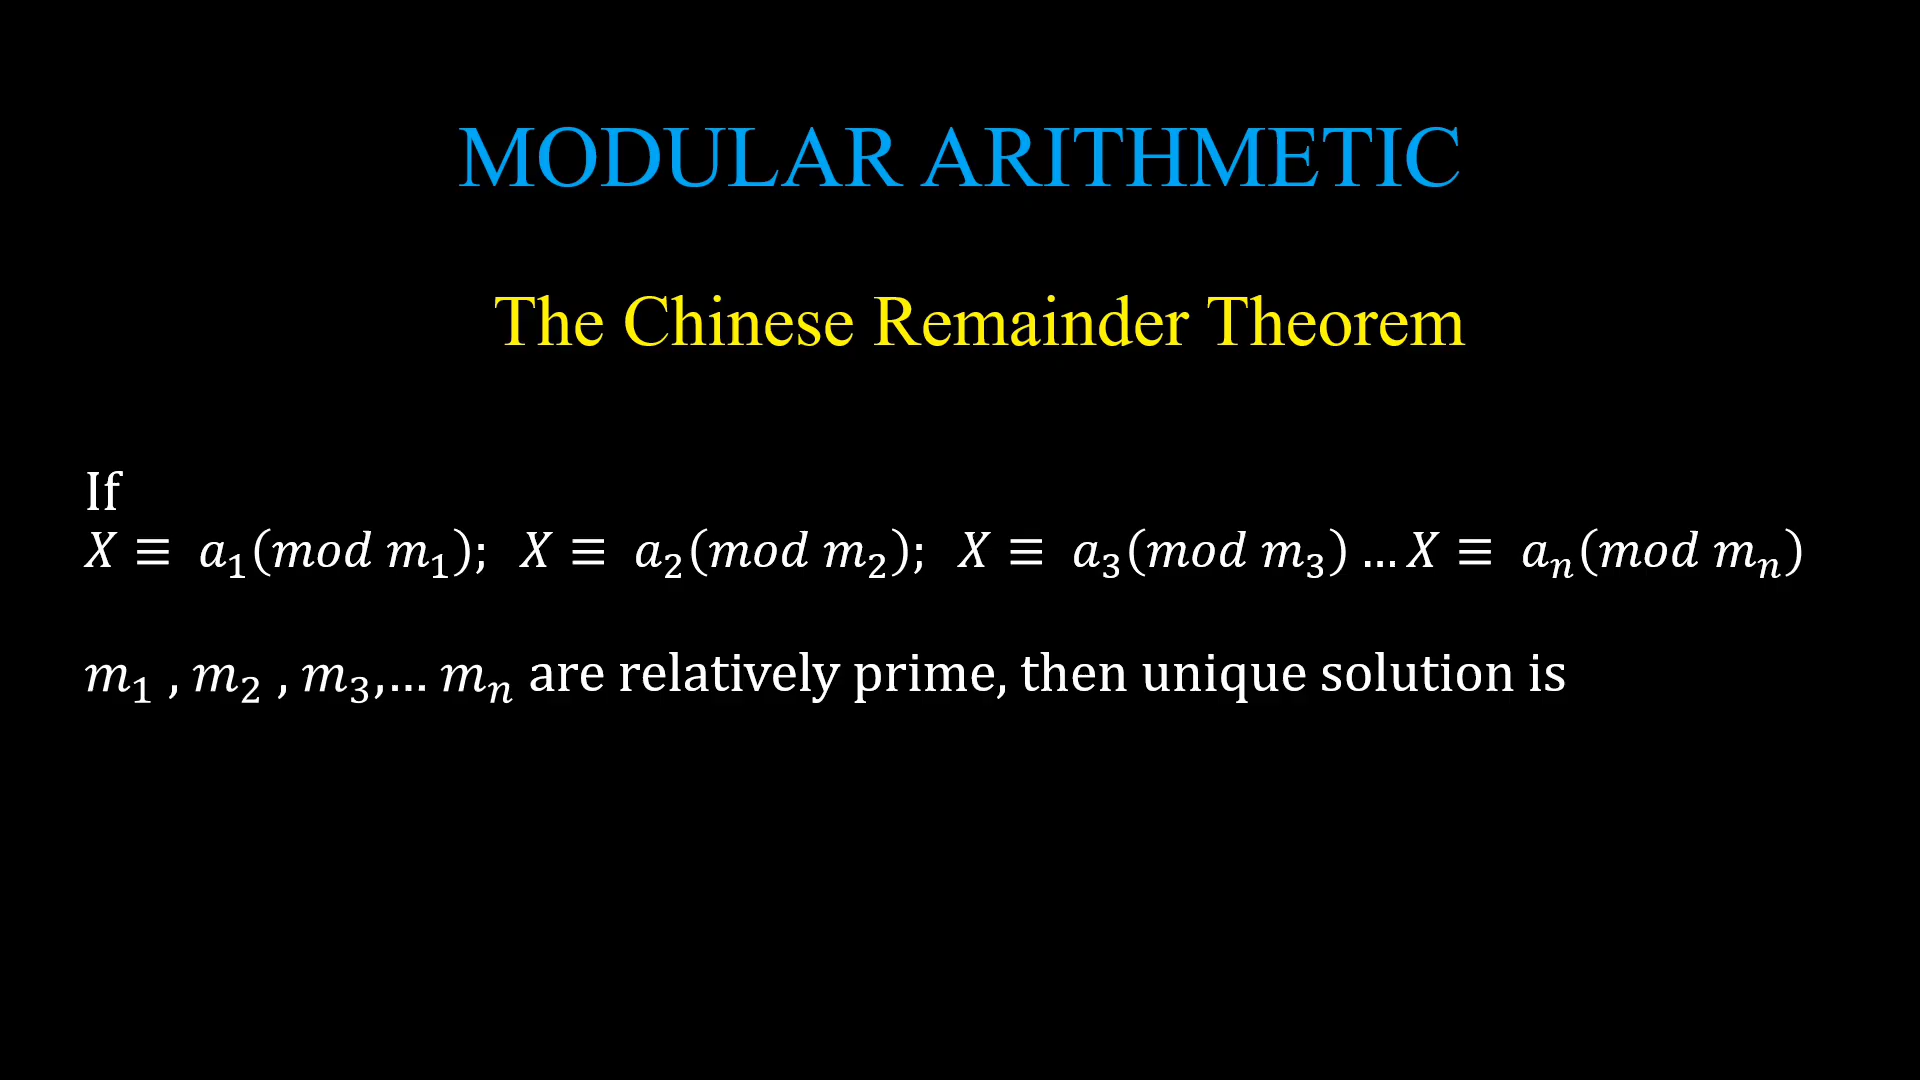 MODULAR ARITHMETIC
The Chinese Remainder Theorem
If
X ≡ a₁(mod m₁); X ≡ a₂(mod m₂); X ≡ a₃(mod m₃) … X ≡ aₙ(mod mₙ)
m₁ , m₂ , m₃,… mₙ are relatively prime, then unique solution is